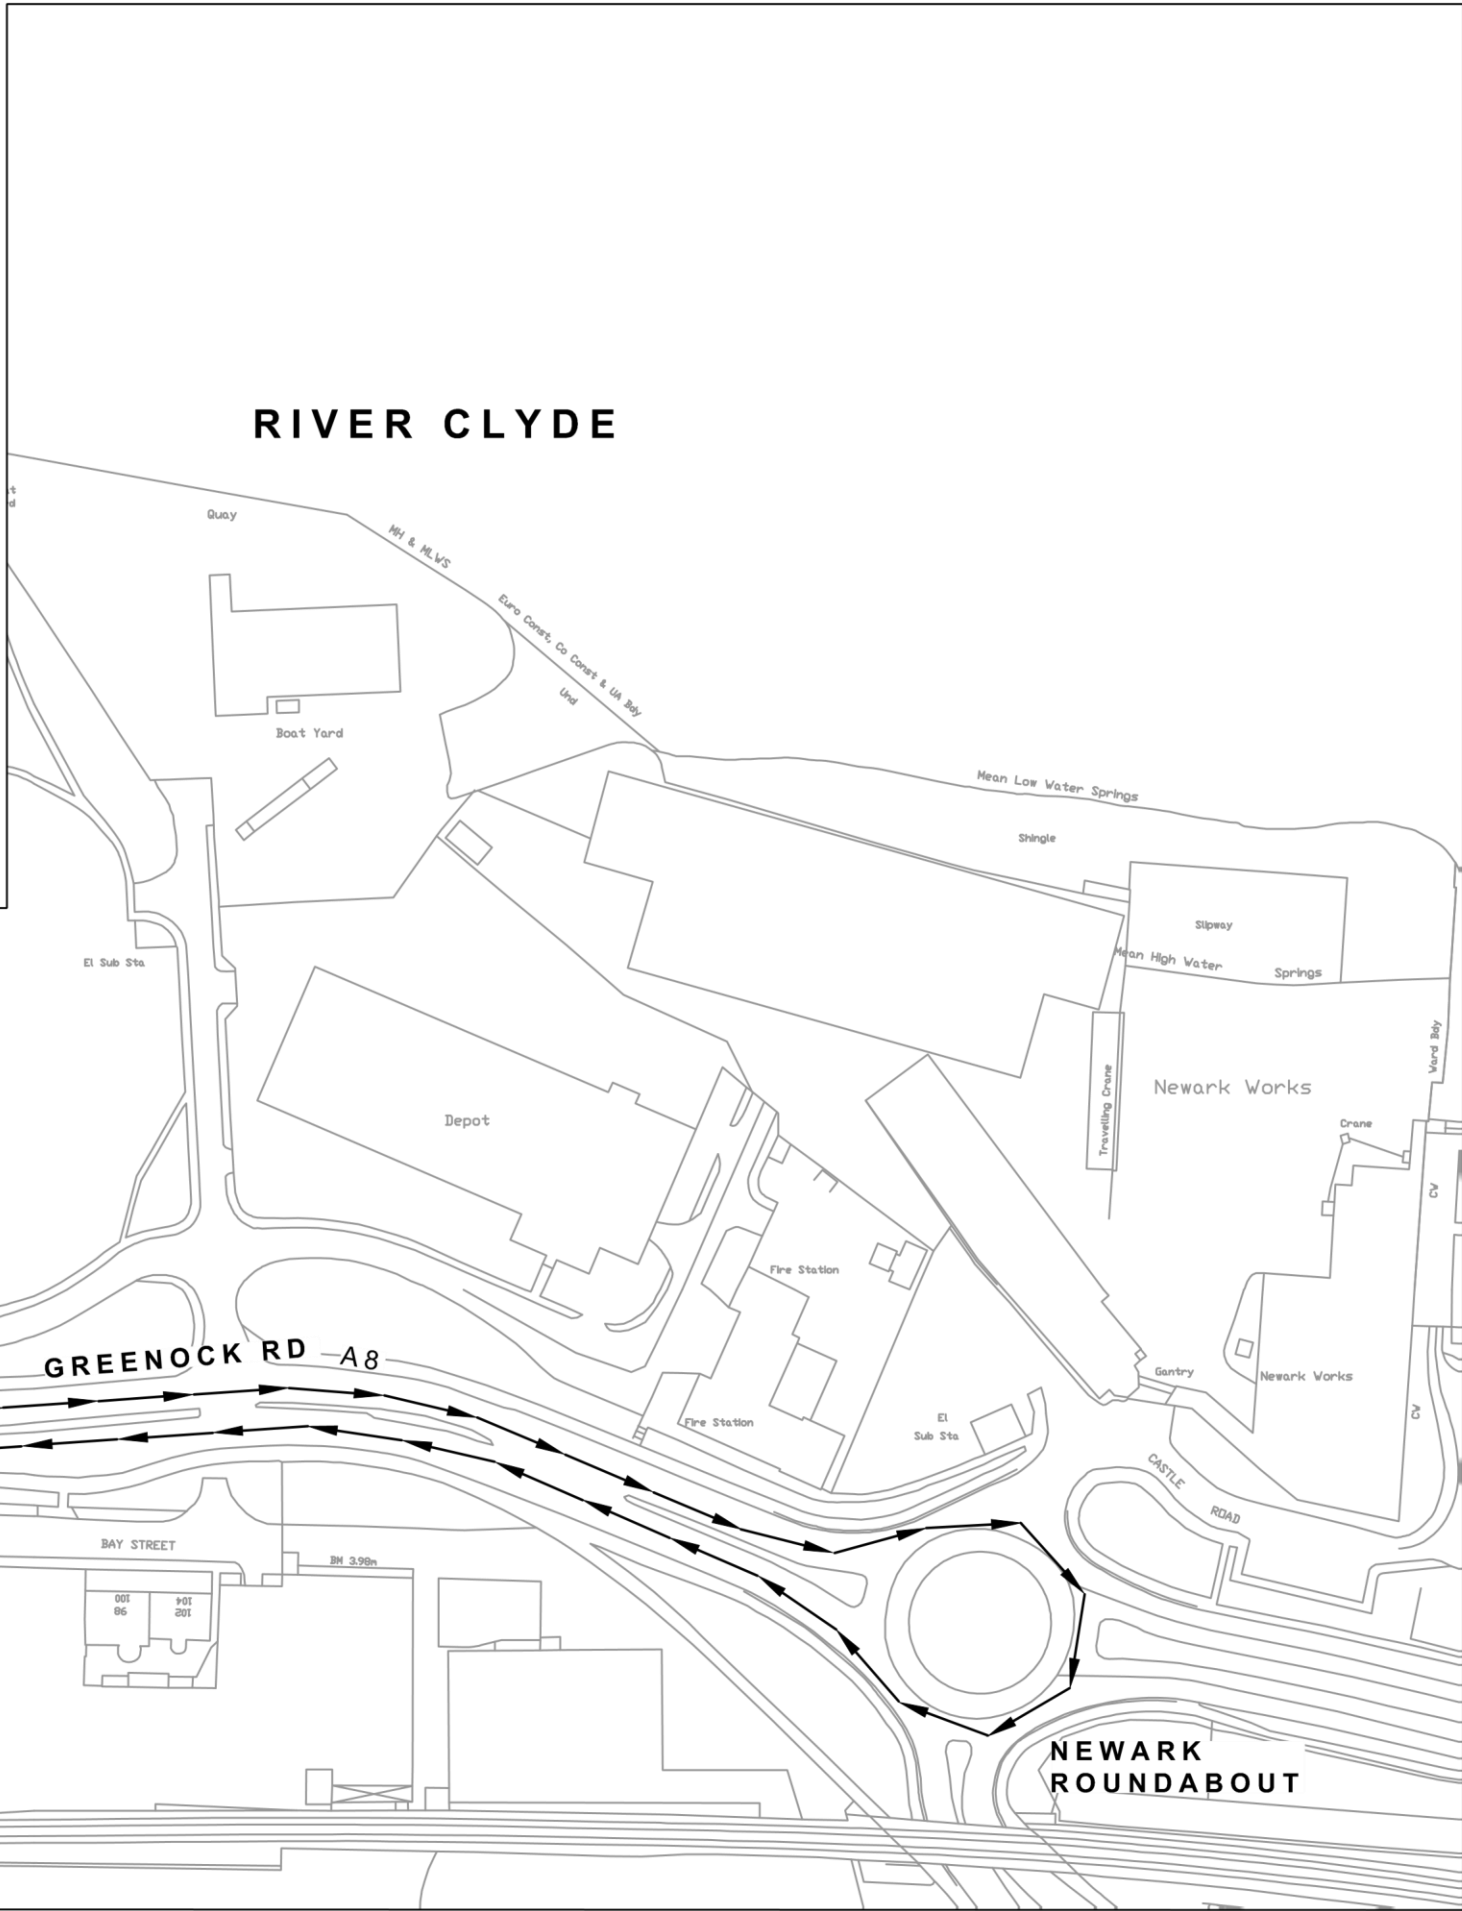 RIVER CLYDE
Quay
MH & MLWS
Euro Const, Co Const & UA Bdy
Und
Boat Yard
Mean Low Water Springs
Shingle
Slipway
Mean High Water
Springs
El Sub Sta
Ward Bdy
Travelling Crane
Newark Works
Depot
Crane
CW
Fire Station
GREENOCK RD A8
Gantry
Newark Works
CW
Fire Station
El
Sub Sta
CASTLE
ROAD
BAY STREET
BM 3.98m
100
98
104
102
NEWARK
ROUNDABOUT